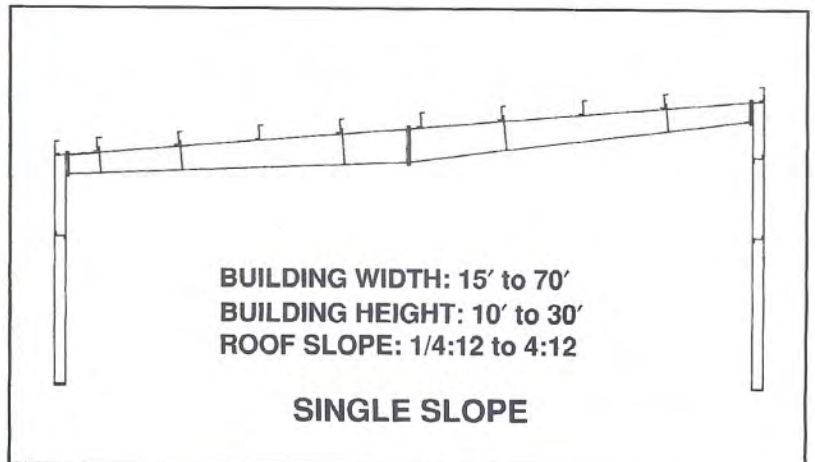 BUILDING WIDTH: 15′ to 70′
BUILDING HEIGHT: 10′ to 30′
ROOF SLOPE: 1/4:12 to 4:12
SINGLE SLOPE